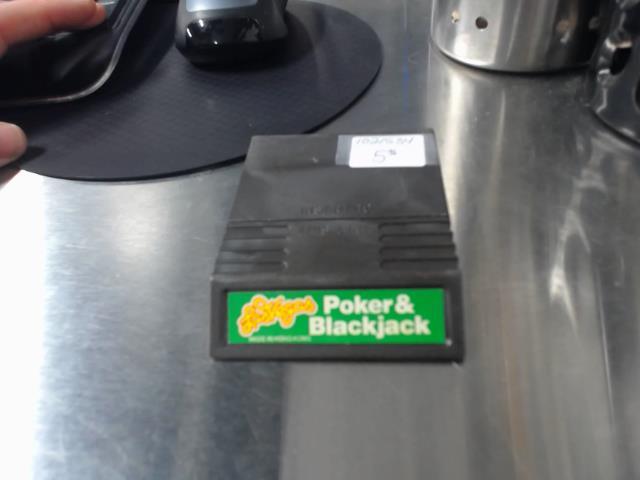 5$
Las Vegas
Poker &
Blackjack
MADE IN HONG KONG